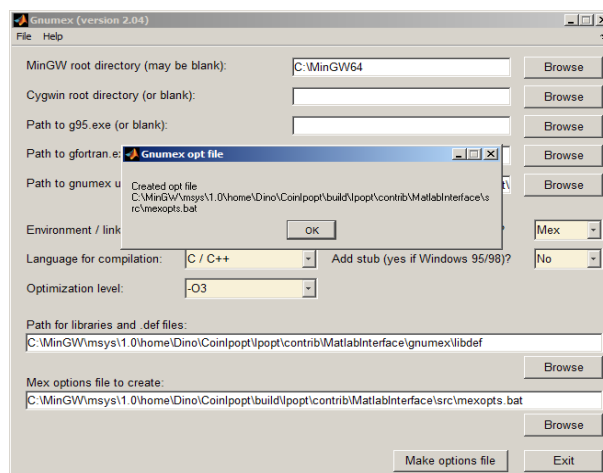 Gnumex (version 2.04)
File Help
MinGW root directory (may be blank): C:\MinGW64 Browse
Cygwin root directory (or blank): Browse
Path to g95.exe (or blank): Browse
Path to gfortran.e Browse
Path to gnumex u Browse
Gnumex opt file
Created opt file
C:\MinGW\msys\1.0\home\Dino\CoinIpopt\build\Ipopt\contrib\MatlabInterface\s
rc\mexopts.bat
OK
Environment / link ? Mex
Language for compilation: C / C++ Add stub (yes if Windows 95/98)? No
Optimization level: -O3
Path for libraries and .def files:
C:\MinGW\msys\1.0\home\Dino\CoinIpopt\Ipopt\contrib\MatlabInterface\gnumex\libdef
Browse
Mex options file to create:
C:\MinGW\msys\1.0\home\Dino\CoinIpopt\build\Ipopt\contrib\MatlabInterface\src\mexopts.bat
Browse
Make options file Exit